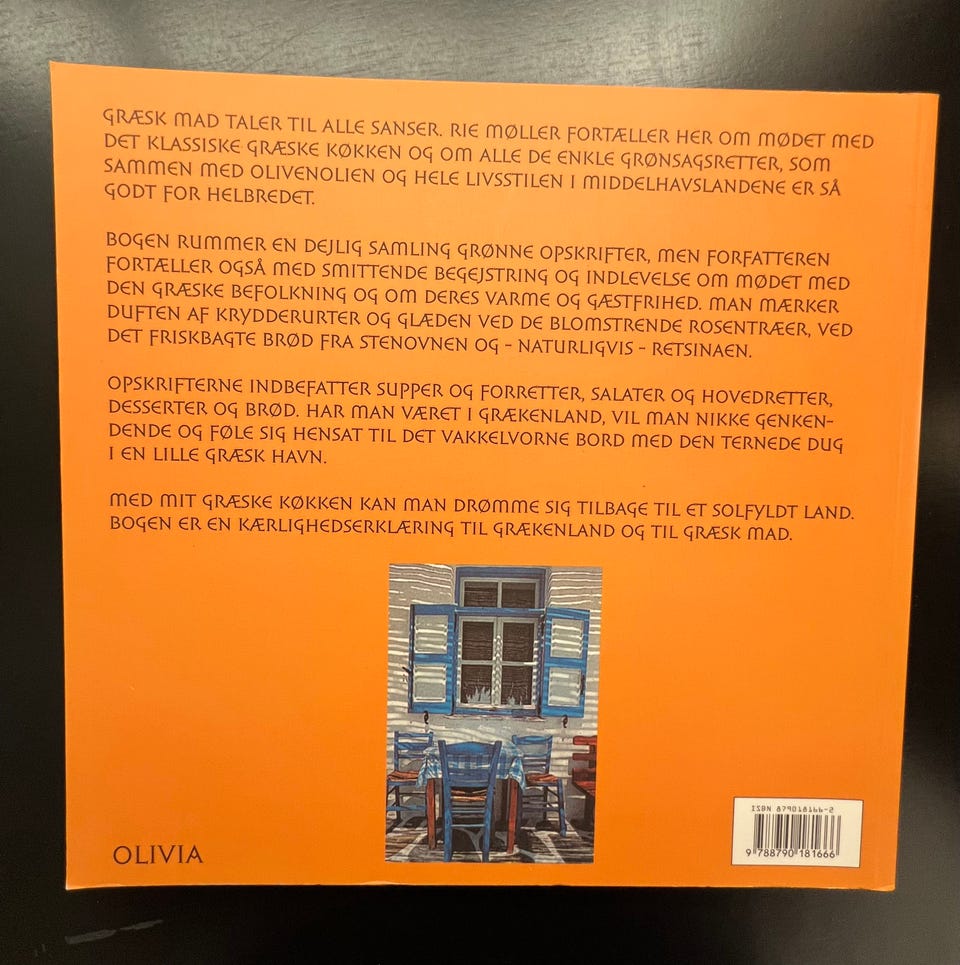 GRÆSK MAD TALER TIL ALLE SANSER. RIE MØLLER FORTÆLLER HER OM MØDET MED
DET KLASSISKE GRÆSKE KØKKEN OG OM ALLE DE ENKLE GRØNSAGSRETTER, SOM
SAMMEN MED OLIVENOLIEN OG HELE LIVSSTILEN I MIDDELHAVSLANDENE ER SÅ
GODT FOR HELBREDET.
BOGEN RUMMER EN DEJLIG SAMLING GRØNNE OPSKRIFTER, MEN FORFATTEREN
FORTÆLLER OGSÅ MED SMITTENDE BEGEJSTRING OG INDLEVELSE OM MØDET MED
DEN GRÆSKE BEFOLKNING OG OM DERES VARME OG GÆSTFRIHED. MAN MÆRKER
DUFTEN AF KRYDDERURTER OG GLÆDEN VED DE BLOMSTRENDE ROSENTRÆER, VED
DET FRISKBAGTE BRØD FRA STENOVNEN OG - NATURLIGVIS - RETSINAEN.
OPSKRIFTERNE INDBEFATTER SUPPER OG FORRETTER, SALATER OG HOVEDRETTER,
DESSERTER OG BRØD. HAR MAN VÆRET I GRÆKENLAND, VIL MAN NIKKE GENKEN-
DENDE OG FØLE SIG HENSAT TIL DET VAKKELVORNE BORD MED DEN TERNEDE DUG
I EN LILLE GRÆSK HAVN.
MED MIT GRÆSKE KØKKEN KAN MAN DRØMME SIG TILBAGE TIL ET SOLFYLDT LAND.
BOGEN ER EN KÆRLIGHEDSERKLÆRING TIL GRÆKENLAND OG TIL GRÆSK MAD.
OLIVIA
ISBN 879018166-2
9 788790 181666